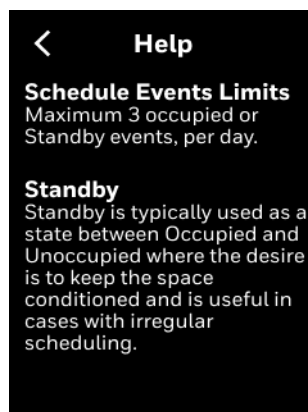 Help
Schedule Events Limits
Maximum 3 occupied or
Standby events, per day.
Standby
Standby is typically used as a
state between Occupied and
Unoccupied where the desire
is to keep the space
conditioned and is useful in
cases with irregular
scheduling.